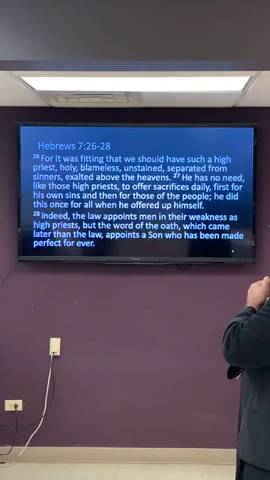 Hebrews 7:26-28
26 For it was fitting that we should have such a high
priest, holy, blameless, unstained, separated from
sinners, exalted above the heavens. 27 He has no need,
like those high priests, to offer sacrifices daily, first for
his own sins and then for those of the people; he did
this once for all when he offered up himself.
28 Indeed, the law appoints men in their weakness as
high priests, but the word of the oath, which came
later than the law, appoints a Son who has been made
perfect for ever.